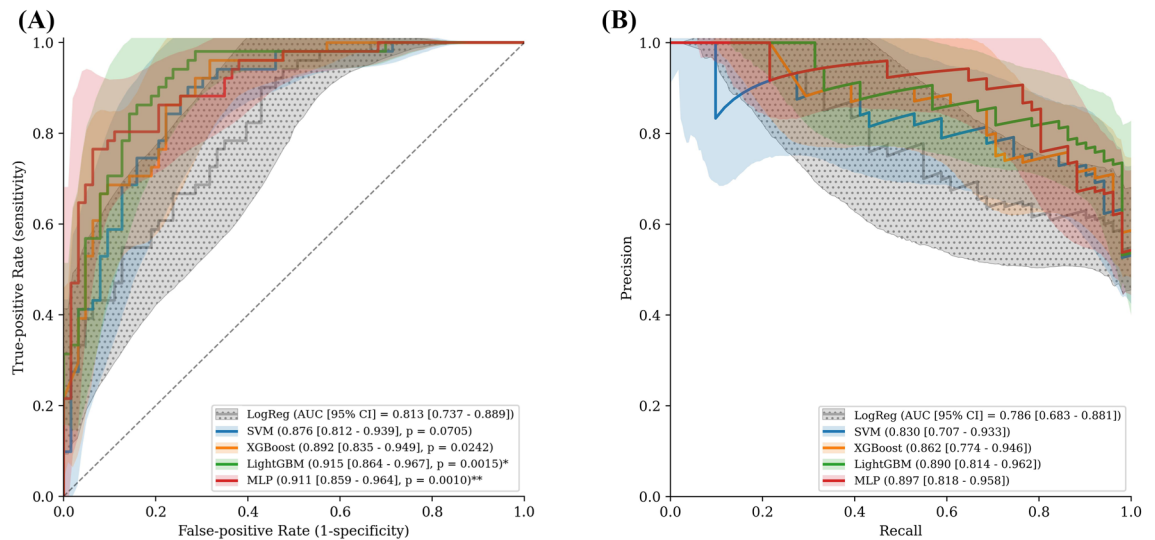 (A)
1.0
0.8
0.6
0.4
0.2
0.0
True-positive Rate (sensitivity)
0.0 0.2 0.4 0.6 0.8 1.0
False-positive Rate (1-specificity)
LogReg (AUC [95% CI] = 0.813 [0.737 - 0.889])
SVM (0.876 [0.812 - 0.939], p = 0.0705)
XGBoost (0.892 [0.835 - 0.949], p = 0.0242)
LightGBM (0.915 [0.864 - 0.967], p = 0.0015)*
MLP (0.911 [0.859 - 0.964], p = 0.0010)**
(B)
1.0
0.8
0.6
0.4
0.2
0.0
Precision
0.0 0.2 0.4 0.6 0.8 1.0
Recall
LogReg (AUC [95% CI] = 0.786 [0.683 - 0.881])
SVM (0.830 [0.707 - 0.933])
XGBoost (0.862 [0.774 - 0.946])
LightGBM (0.890 [0.814 - 0.962])
MLP (0.897 [0.818 - 0.958])